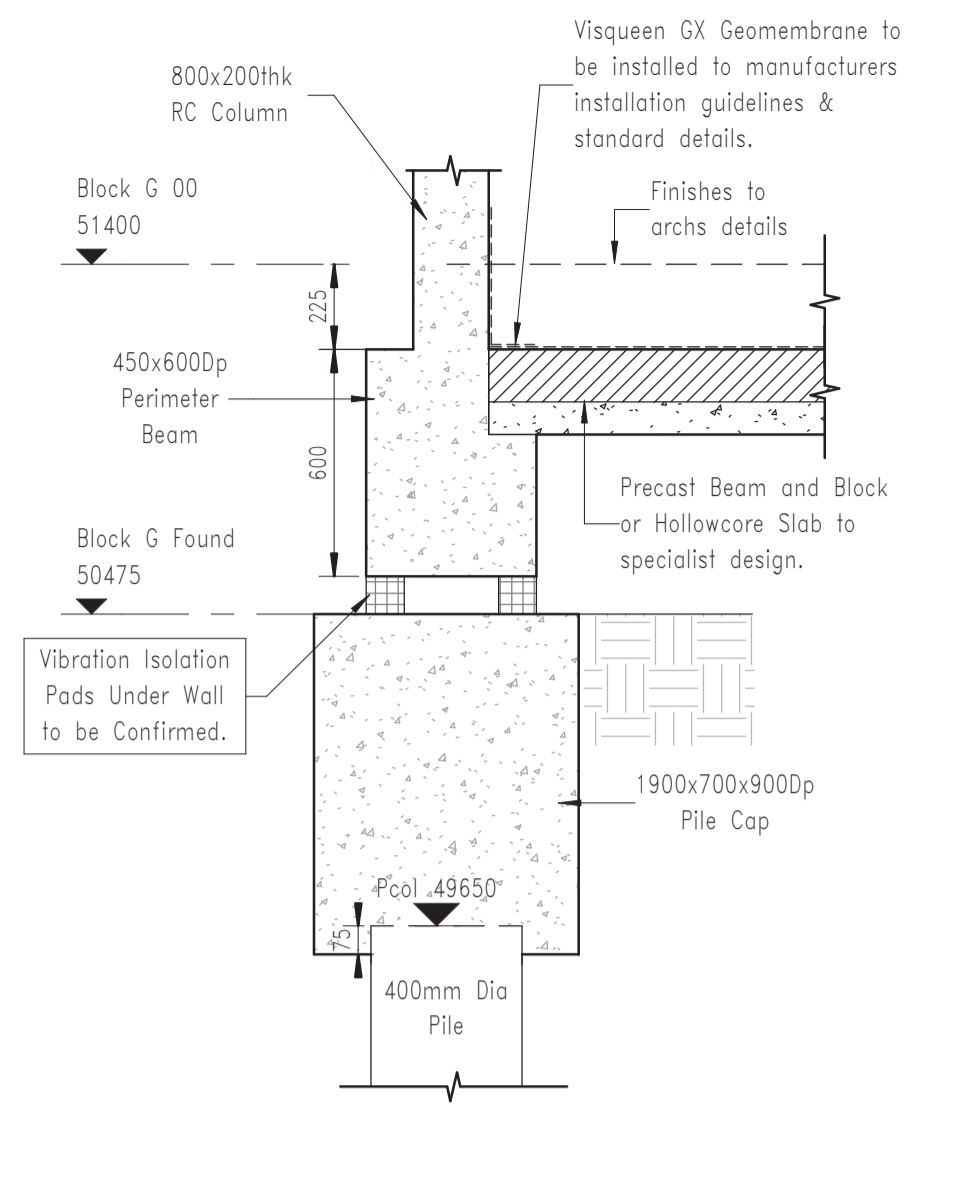 Visqueen GX Geomembrane to
be installed to manufacturers
installation guidelines &
standard details.
800x200thk
RC Column
Block G 00
51400
Finishes to
archs details
225
450x600Dp
Perimeter
Beam
600
Precast Beam and Block
or Hollowcore Slab to
specialist design.
Block G Found
50475
Vibration Isolation
Pads Under Wall
to be Confirmed.
1900x700x900Dp
Pile Cap
Pcol 49650
75
400mm Dia
Pile